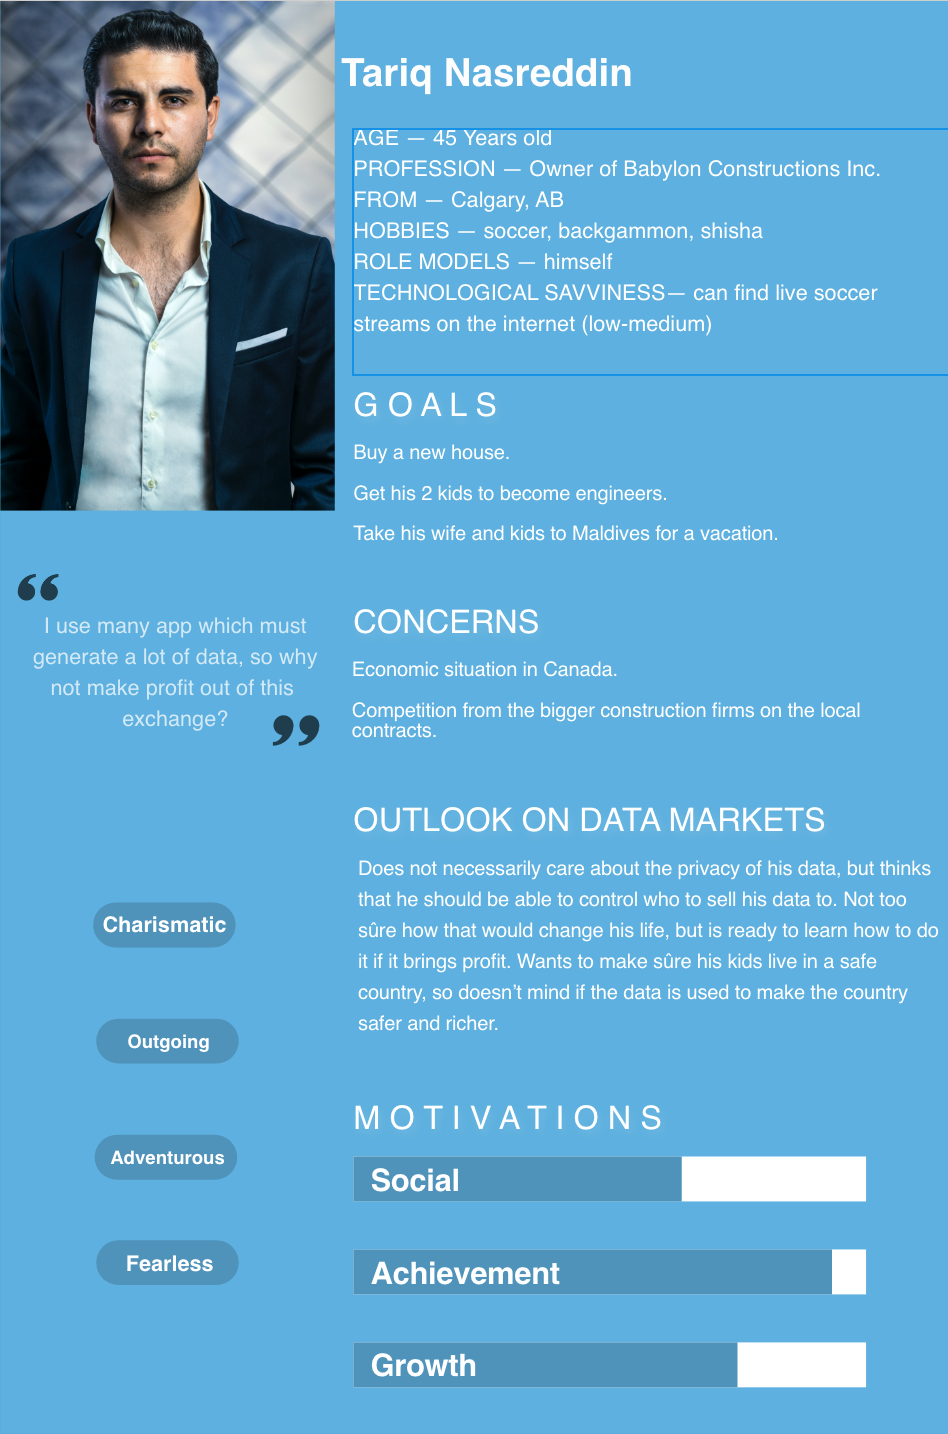 Tariq Nasreddin
AGE — 45 Years old
PROFESSION — Owner of Babylon Constructions Inc.
FROM — Calgary, AB
HOBBIES — soccer, backgammon, shisha
ROLE MODELS — himself
TECHNOLOGICAL SAVVINESS— can find live soccer
streams on the internet (low-medium)
GOALS
Buy a new house.
Get his 2 kids to become engineers.
Take his wife and kids to Maldives for a vacation.
“
I use many app which must
generate a lot of data, so why
not make profit out of this
exchange?
”
CONCERNS
Economic situation in Canada.
Competition from the bigger construction firms on the local
contracts.
OUTLOOK ON DATA MARKETS
Does not necessarily care about the privacy of his data, but thinks
that he should be able to control who to sell his data to. Not too
sûre how that would change his life, but is ready to learn how to do
it if it brings profit. Wants to make sûre his kids live in a safe
country, so doesn’t mind if the data is used to make the country
safer and richer.
Charismatic
Outgoing
Adventurous
Fearless
MOTIVATIONS
Social
Achievement
Growth